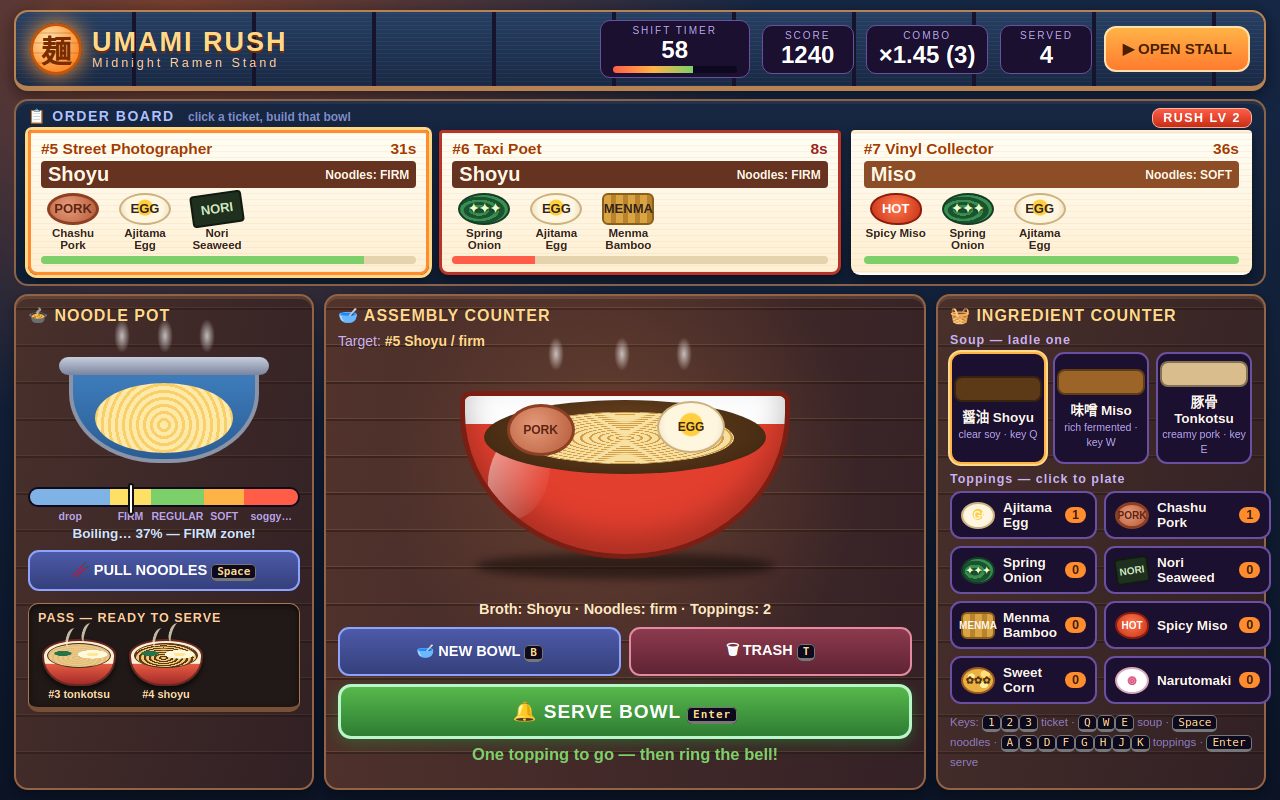 麺
UMAMI RUSH
Midnight Ramen Stand
SHIFT TIMER
58
SCORE
1240
COMBO
×1.45 (3)
SERVED
4
▶ OPEN STALL
📋 ORDER BOARD click a ticket, build that bowl
RUSH LV 2
#5 Street Photographer 31s
Shoyu Noodles: FIRM
PORK EGG NORI
Chashu Pork
Ajitama Egg
Nori Seaweed
#6 Taxi Poet 8s
Shoyu Noodles: FIRM
✦✦✦ EGG MENMA
Spring Onion
Ajitama Egg
Menma Bamboo
#7 Vinyl Collector 36s
Miso Noodles: SOFT
HOT ✦✦✦ EGG
Spicy Miso
Spring Onion
Ajitama Egg
🍲 NOODLE POT
drop FIRM REGULAR SOFT soggy…
Boiling… 37% — FIRM zone!
🥢 PULL NOODLES Space
PASS — READY TO SERVE
#3 tonkotsu #4 shoyu
🥣 ASSEMBLY COUNTER
Target: #5 Shoyu / firm
PORK EGG
Broth: Shoyu · Noodles: firm · Toppings: 2
🥣 NEW BOWL B
🗑 TRASH T
🔔 SERVE BOWL Enter
One topping to go — then ring the bell!
🧺 INGREDIENT COUNTER
Soup — ladle one
醤油 Shoyu
clear soy · key Q
味噌 Miso
rich fermented · key W
豚骨 Tonkotsu
creamy pork · key E
Toppings — click to plate
Ajitama Egg 1
PORK Chashu Pork 1
✦✦✦ Spring Onion 0
NORI Nori Seaweed 0
MENMA Menma Bamboo 0
HOT Spicy Miso 0
✿✿✿ Sweet Corn 0
Narutomaki 0
Keys: 1 2 3 ticket · Q W E soup · Space
noodles · A S D F G H J K toppings · Enter
serve